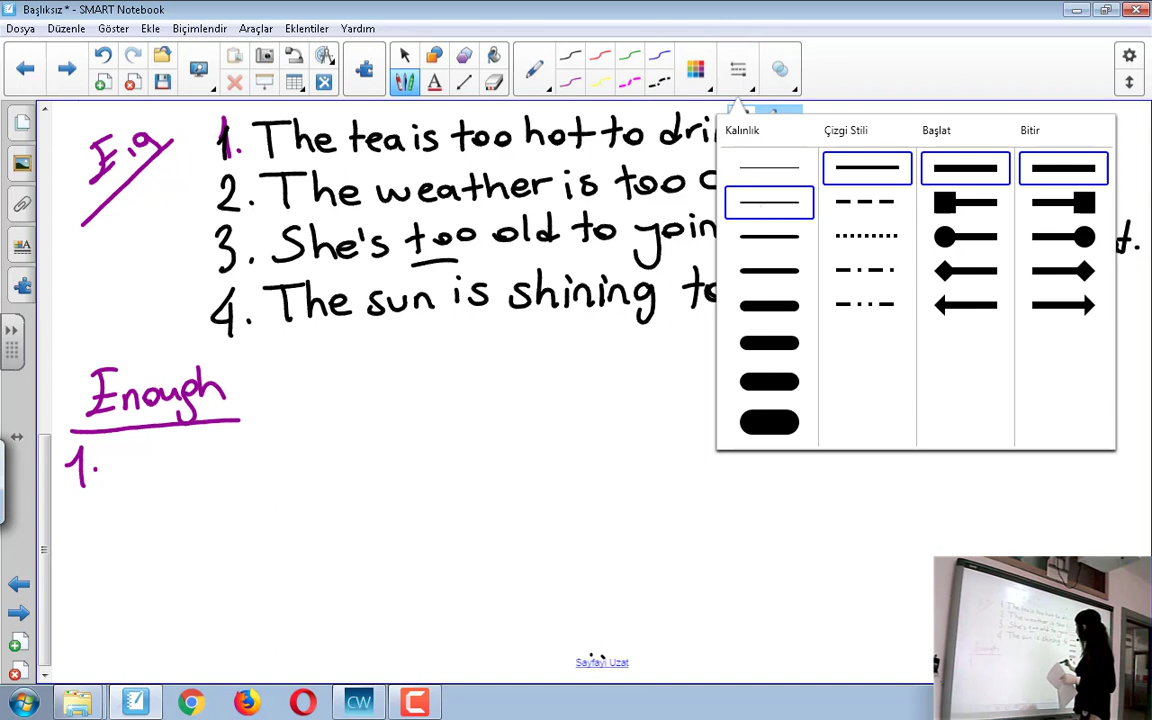 Başlıksız * - SMART Notebook
Dosya Düzenle Göster Ekle Biçimlendir Araçlar Eklentiler Yardım
E.g 1. The tea is too hot to dri
2. The weather is too
3. She's too old to join
4. The sun is shining
Kalınlık Çizgi Stili Başlat Bitir
Enough
1.
Sayfayı Uzat
CW